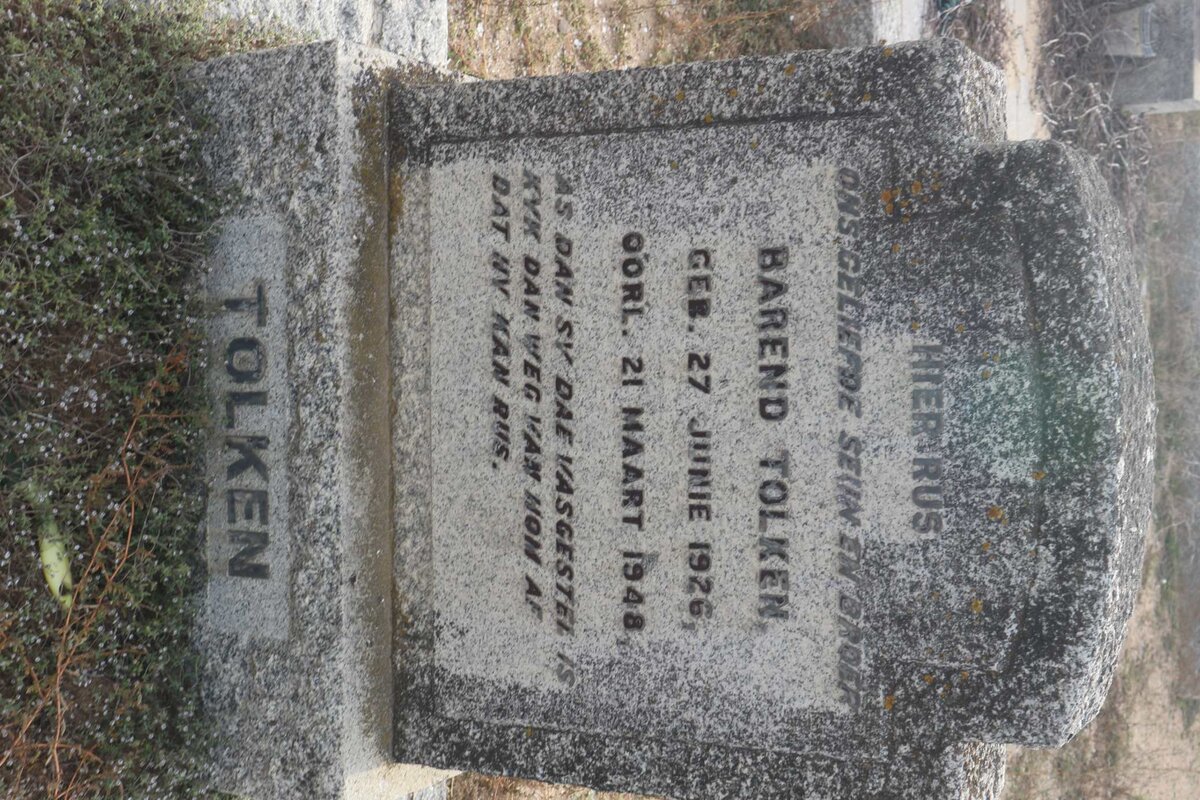 HIER RUS
ONS GELIEFDE SEUN EN BROER
BAREND TOLKEN
GEB. 27 JUNIE 1926,
OORL. 21 MAART 1948,
AS DAN SY DAE VASGESTEL IS
KYK DAN WEG VAN HOM AF
DAT HY KAN RUS.
TOLKEN